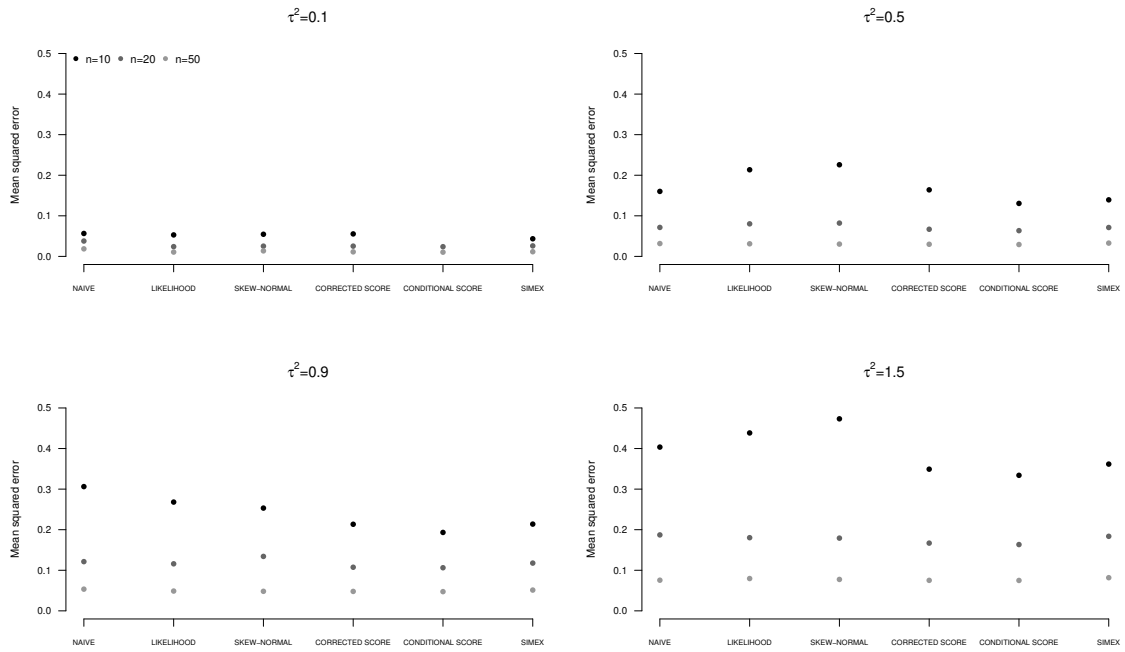 τ²=0.1
0.5
0.4
0.3
0.2
0.1
0.0
Mean squared error
n=10 n=20 n=50
NAIVE LIKELIHOOD SKEW−NORMAL CORRECTED SCORE CONDITIONAL SCORE SIMEX
τ²=0.5
0.5
0.4
0.3
0.2
0.1
0.0
Mean squared error
NAIVE LIKELIHOOD SKEW−NORMAL CORRECTED SCORE CONDITIONAL SCORE SIMEX
τ²=0.9
0.5
0.4
0.3
0.2
0.1
0.0
Mean squared error
NAIVE LIKELIHOOD SKEW−NORMAL CORRECTED SCORE CONDITIONAL SCORE SIMEX
τ²=1.5
0.5
0.4
0.3
0.2
0.1
0.0
Mean squared error
NAIVE LIKELIHOOD SKEW−NORMAL CORRECTED SCORE CONDITIONAL SCORE SIMEX